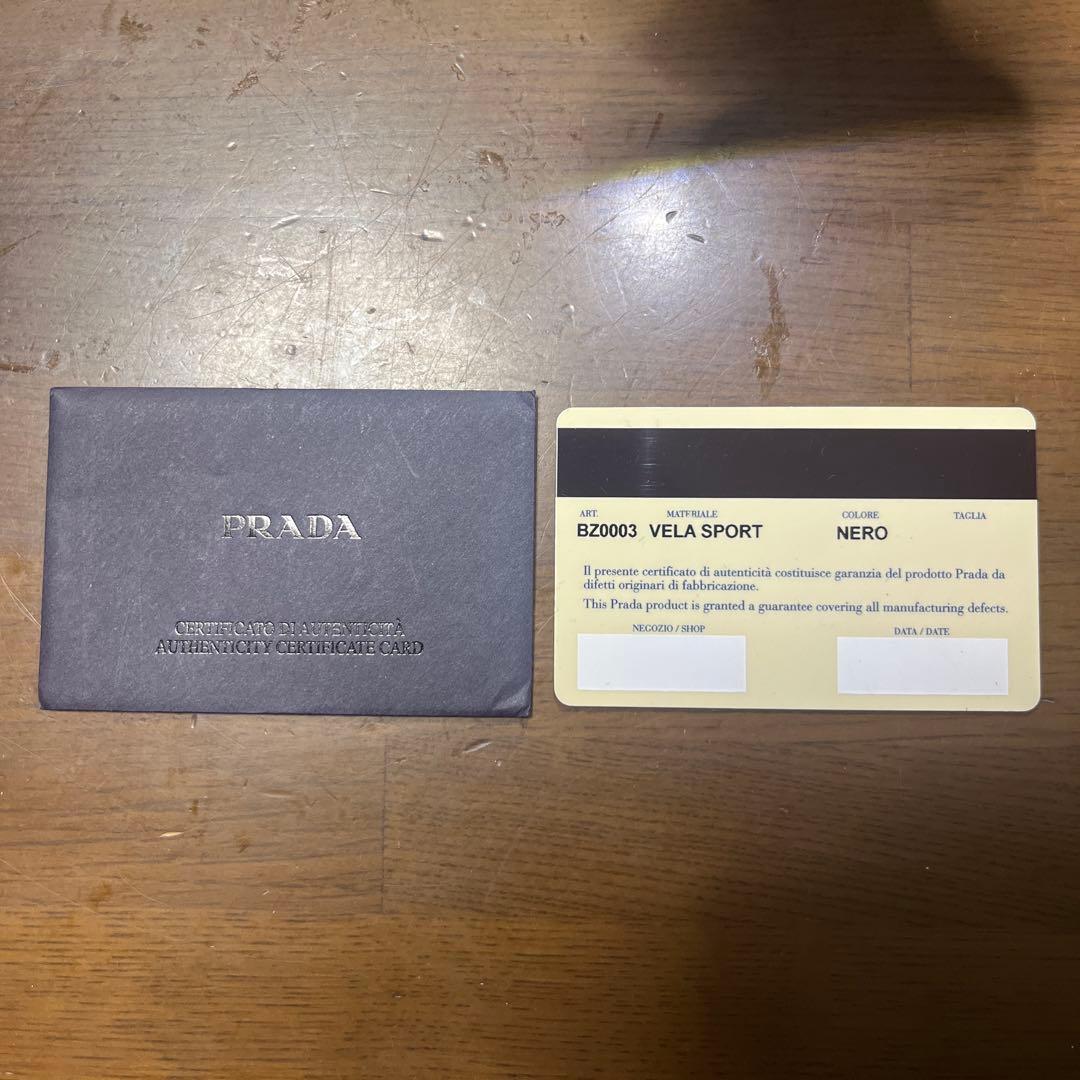 PRADA
CERTIFICATO DI AUTENTICITÀ
AUTHENTICITY CERTIFICATE CARD
ART. MATERIALE COLORE TAGLIA
BZ0003 VELA SPORT NERO
Il presente certificato di autenticità costituisce garanzia del prodotto Prada da
difetti originari di fabbricazione.
This Prada product is granted a guarantee covering all manufacturing defects.
NEGOZIO / SHOP DATA / DATE